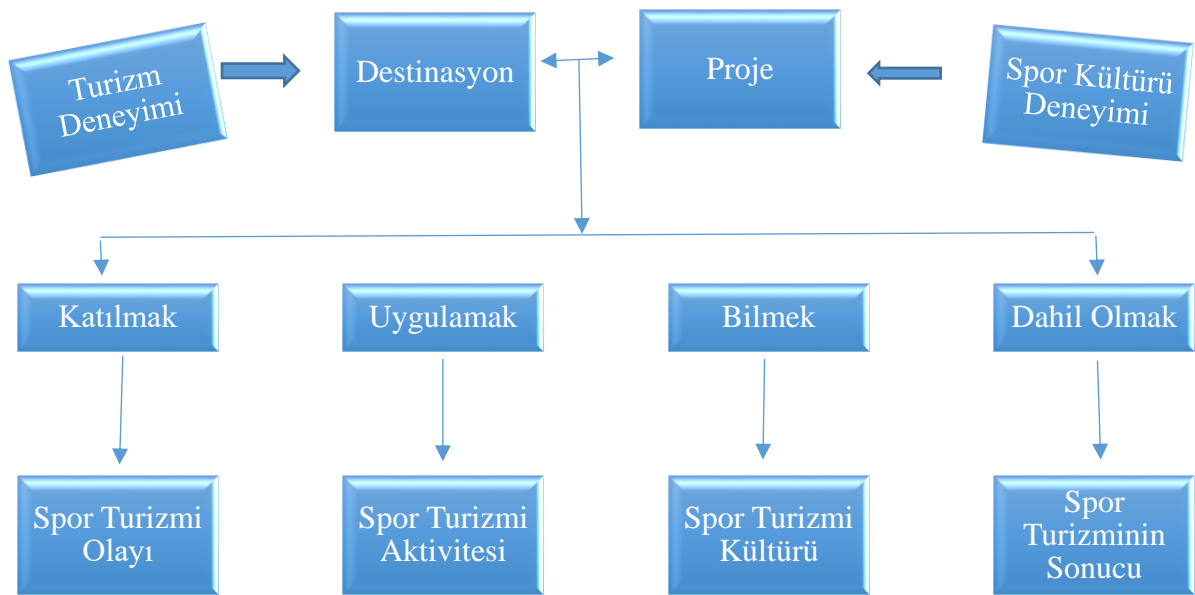 Turizm
Deneyimi
Destinasyon
Proje
Spor Kültürü
Deneyimi
Katılmak
Uygulamak
Bilmek
Dahil Olmak
Spor Turizmi
Olayı
Spor Turizmi
Aktivitesi
Spor Turizmi
Kültürü
Spor
Turizminin
Sonucu